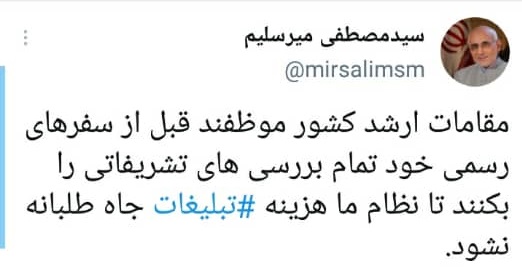 سیدمصطفی میرسلیم
@mirsalimsm
مقامات ارشد کشور موظفند قبل از سفرهای
رسمی خود تمام بررسی های تشریفاتی را
بکنند تا نظام ما هزینه #تبلیغات جاه طلبانه
نشود.